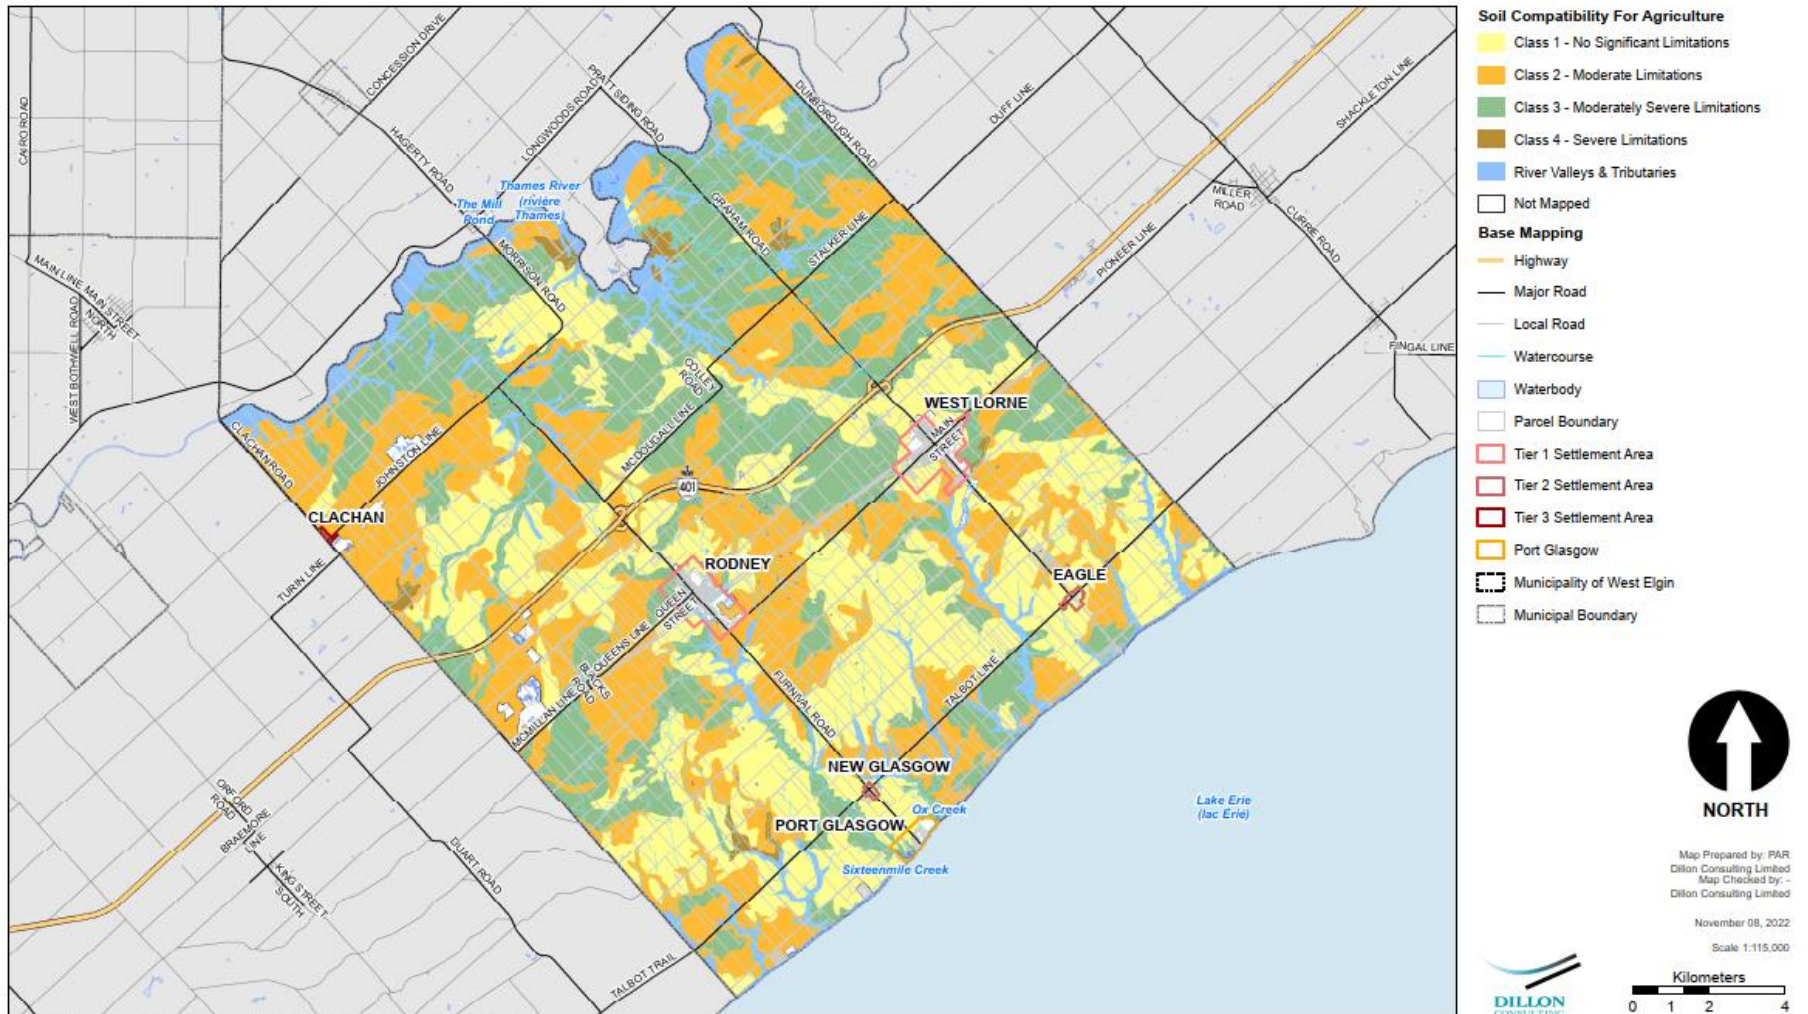 Soil Compatibility For Agriculture
Class 1 - No Significant Limitations
Class 2 - Moderate Limitations
Class 3 - Moderately Severe Limitations
Class 4 - Severe Limitations
River Valleys & Tributaries
Not Mapped
Base Mapping
Highway
Major Road
Local Road
Watercourse
Waterbody
Parcel Boundary
Tier 1 Settlement Area
Tier 2 Settlement Area
Tier 3 Settlement Area
Port Glasgow
Municipality of West Elgin
Municipal Boundary
NORTH
Map Prepared by: PAR
Dillon Consulting Limited
Map Checked by: -
Dillon Consulting Limited
November 08, 2022
Scale 1:115,000
Kilometers
0 1 2 4
DILLON
CONSULTING
CAIRO ROAD
CONCESSION DRIVE
HAGERTY ROAD
LONGWOODS ROAD
PRATT SIDING ROAD
DUNBOROUGH ROAD
DUFF LINE
SHACKLETON LINE
MILLER
ROAD
CURRIE ROAD
PIONEER LINE
FINGAL LINE
MAIN LINE MAIN STREET
NORTH
WEST BOTHWELL ROAD
The Mill
Pond
Thames River
(rivière
Thames)
MORRISON ROAD
GRAHAM ROAD
STALKER LINE
COLLEY
ROAD
MCDOUGALL LINE
JOHNSTON LINE
CLACHAN ROAD
401
WEST LORNE
MAIN
STREET
CLACHAN
TURIN LINE
RODNEY
QUEEN
STREET
QUEENS LINE
BLACKS
ROAD
MCMILLAN LINE
EAGLE
FURNIVAL ROAD
TALBOT LINE
NEW GLASGOW
Ox Creek
PORT GLASGOW
Sixteenmile Creek
Lake Erie
(lac Erié)
ORFORD
ROAD
BRAEMORE
LINE
KING STREET
SOUTH
DUART ROAD
TALBOT TRAIL